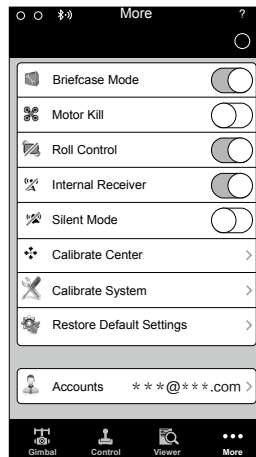 More ?
Briefcase Mode
Motor Kill
Roll Control
Internal Receiver
Silent Mode
Calibrate Center >
Calibrate System >
Restore Default Settings >
Accounts ***@***.com >
Gimbal Control Viewer More